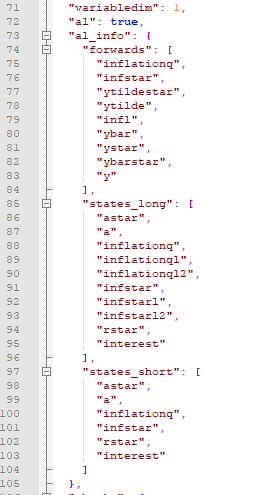 71 "variabledim": 1,
72 "al": true,
73 "al_info": {
74 "forwards": [
75 "inflationq",
76 "infstar",
77 "ytildestar",
78 "ytilde",
79 "infl",
80 "ybar",
81 "ystar",
82 "ybarstar",
83 "y"
84 ],
85 "states_long": [
86 "astar",
87 "a",
88 "inflationq",
89 "inflationql",
90 "inflationql2",
91 "infstar",
92 "infstarl",
93 "infstarl2",
94 "rstar",
95 "interest"
96 ],
97 "states_short": [
98 "astar",
99 "a",
100 "inflationq",
101 "infstar",
102 "rstar",
103 "interest"
104 ]
105 },